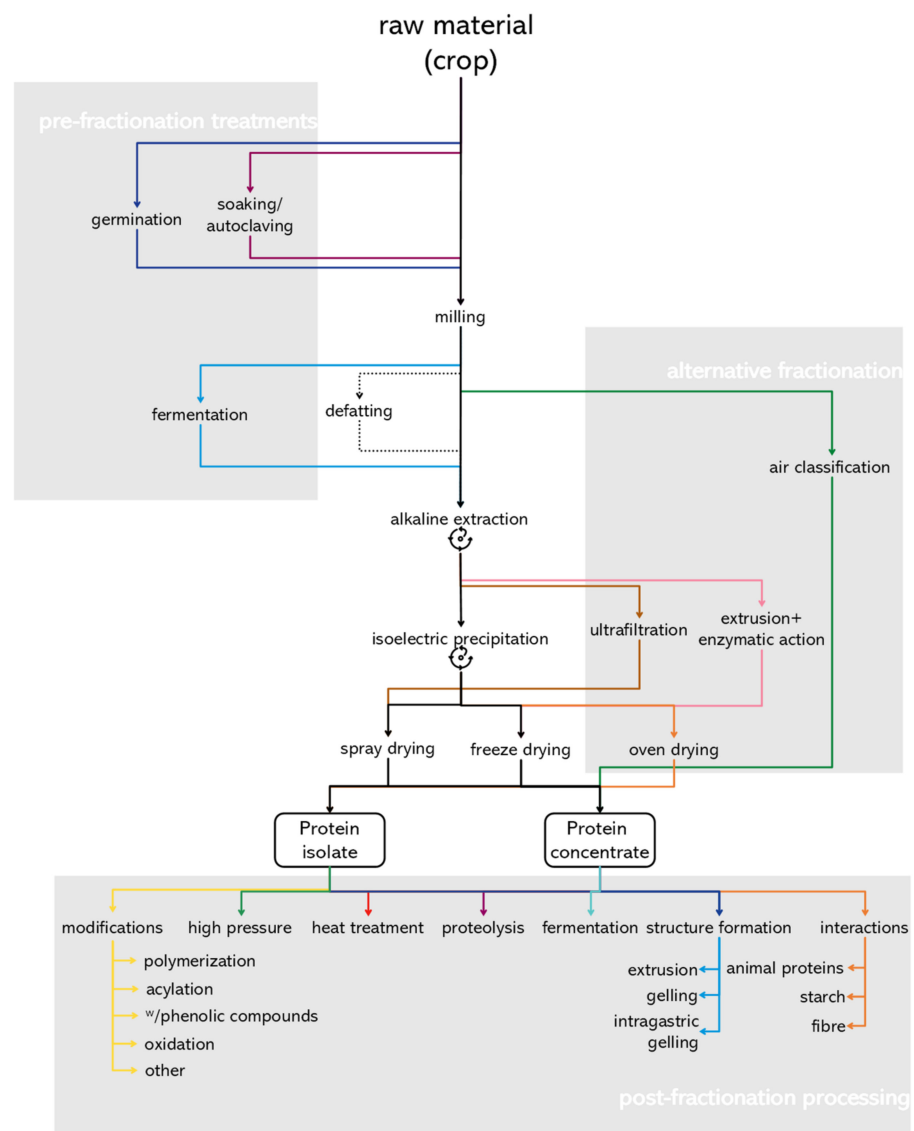 raw material
(crop)
pre-fractionation treatments
germination
soaking/
autoclaving
milling
alternative fractionation
fermentation
defatting
air classification
alkaline extraction
isoelectric precipitation
ultrafiltration
extrusion+
enzymatic action
spray drying
freeze drying
oven drying
Protein
isolate
Protein
concentrate
modifications
high pressure
heat treatment
proteolysis
fermentation
structure formation
interactions
polymerization
acylation
w/phenolic compounds
oxidation
other
extrusion
gelling
intragastric
gelling
animal proteins
starch
fibre
post-fractionation processing